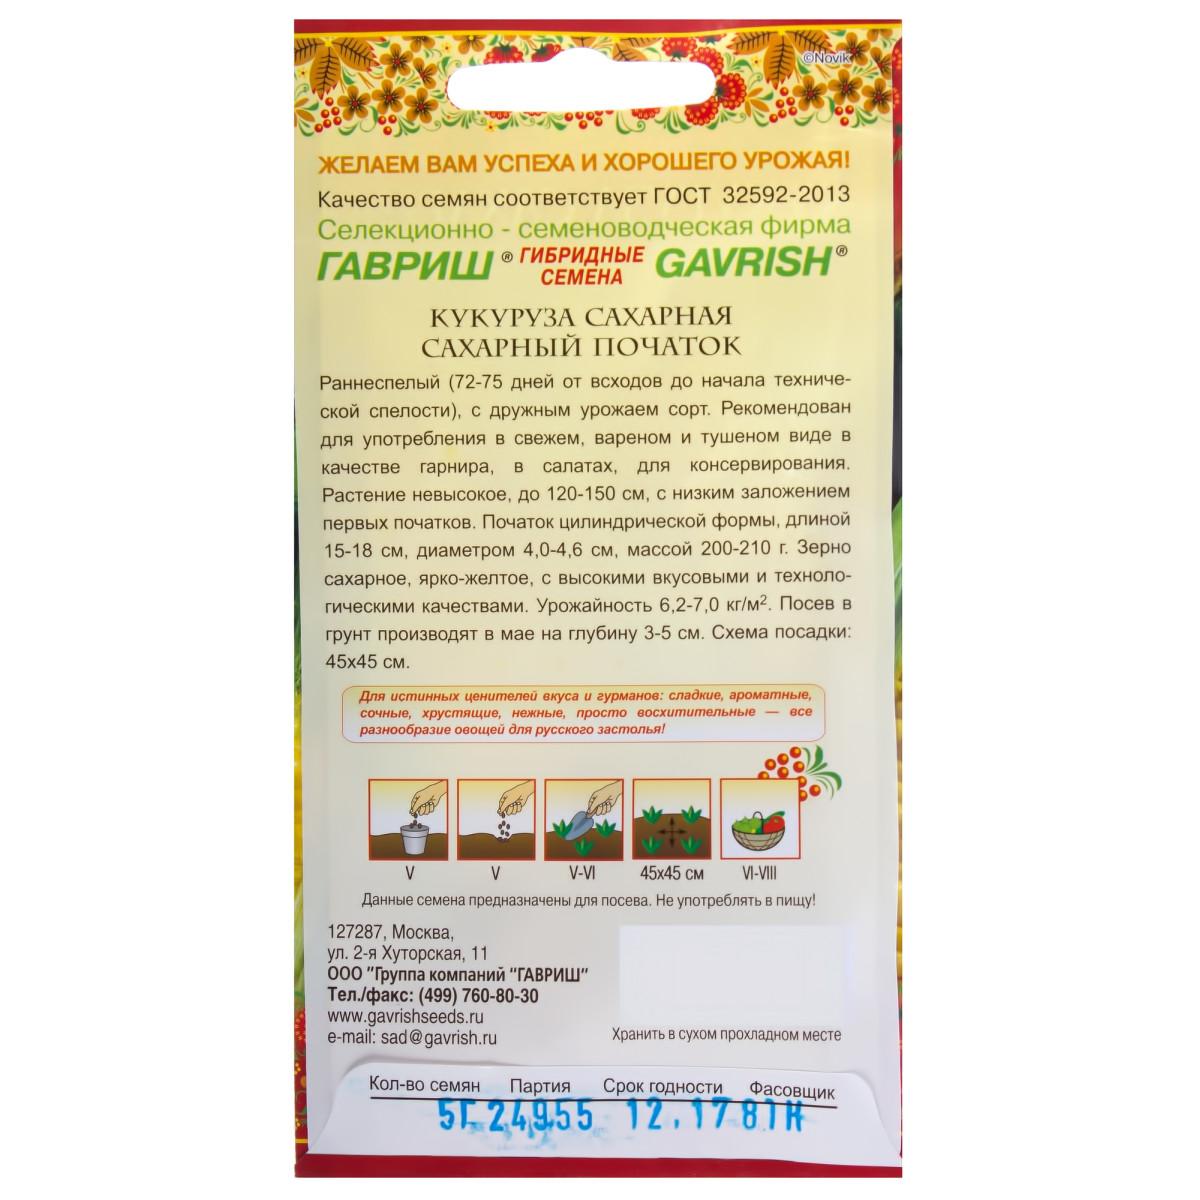 ©Novik
ЖЕЛАЕМ ВАМ УСПЕХА И ХОРОШЕГО УРОЖАЯ!
Качество семян соответствует ГОСТ 32592-2013
Селекционно - семеноводческая фирма
ГАВРИШ® ГИБРИДНЫЕ СЕМЕНА GAVRISH®
КУКУРУЗА САХАРНАЯ
САХАРНЫЙ ПОЧАТОК
Раннеспелый (72-75 дней от всходов до начала техниче-
ской спелости), с дружным урожаем сорт. Рекомендован
для употребления в свежем, вареном и тушеном виде в
качестве гарнира, в салатах, для консервирования.
Растение невысокое, до 120-150 см, с низким заложением
первых початков. Початок цилиндрической формы, длиной
15-18 см, диаметром 4,0-4,6 см, массой 200-210 г. Зерно
сахарное, ярко-желтое, с высокими вкусовыми и техноло-
гическими качествами. Урожайность 6,2-7,0 кг/м². Посев в
грунт производят в мае на глубину 3-5 см. Схема посадки:
45х45 см.
Для истинных ценителей вкуса и гурманов: сладкие, ароматные,
сочные, хрустящие, нежные, просто восхитительные — все
разнообразие овощей для русского застолья!
V V V-VI 45x45 см VI-VIII
Данные семена предназначены для посева. Не употреблять в пищу!
127287, Москва,
ул. 2-я Хуторская, 11
ООО "Группа компаний "ГАВРИШ"
Тел./факс: (499) 760-80-30
www.gavrishseeds.ru
e-mail: sad@gavrish.ru
Хранить в сухом прохладном месте
Кол-во семян Партия Срок годности Фасовщик
5Г 24955 12.17 81Н